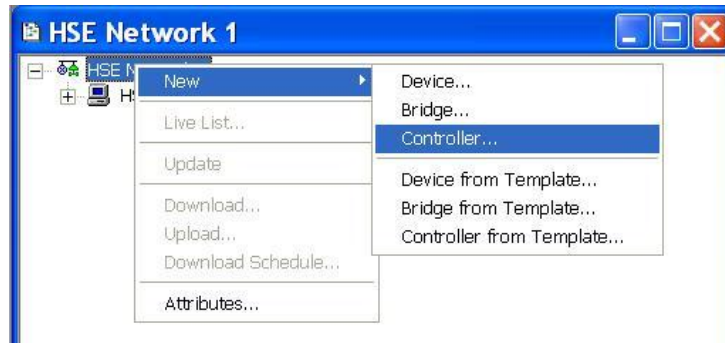 HSE Network 1
HSE N
HS
New
Live List...
Update
Download...
Upload...
Download Schedule...
Attributes...
Device...
Bridge...
Controller...
Device from Template...
Bridge from Template...
Controller from Template...